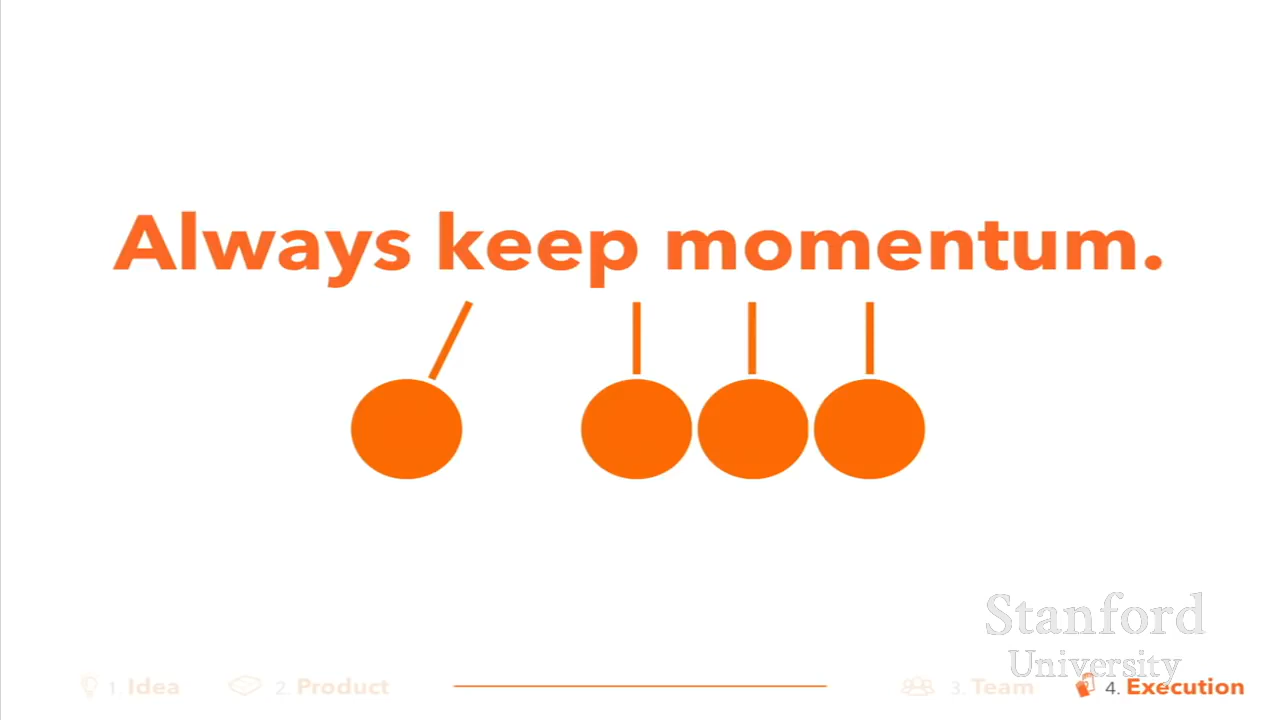 Always keep momentum.
Stanford
University
1. Idea
2. Product
3. Team
4. Execution